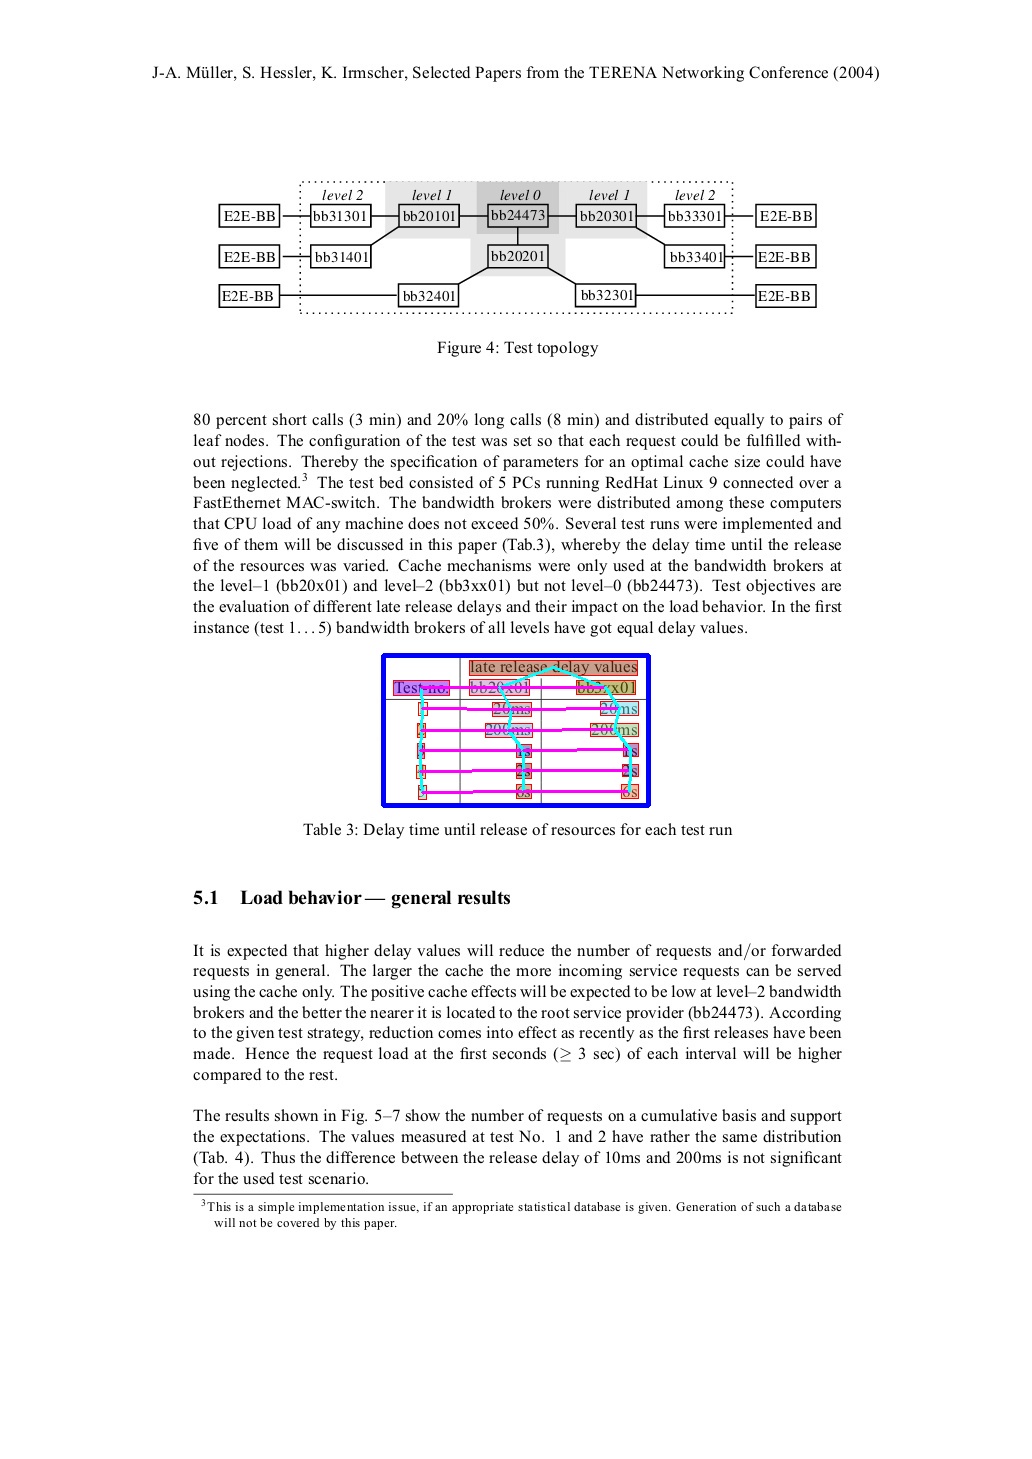 J-A. Müller, S. Hessler, K. Irmscher, Selected Papers from the TERENA Networking Conference (2004)
level 2 level 1 level 0 level 1 level 2
E2E-BB bb31301 bb20101 bb24473 bb20301 bb33301 E2E-BB
E2E-BB bb31401 bb20201 bb33401 E2E-BB
E2E-BB bb32401 bb32301 E2E-BB
Figure 4: Test topology
80 percent short calls (3 min) and 20% long calls (8 min) and distributed equally to pairs of
leaf nodes. The configuration of the test was set so that each request could be fulfilled with-
out rejections. Thereby the specification of parameters for an optimal cache size could have
been neglected.3 The test bed consisted of 5 PCs running RedHat Linux 9 connected over a
FastEthernet MAC-switch. The bandwidth brokers were distributed among these computers
that CPU load of any machine does not exceed 50%. Several test runs were implemented and
five of them will be discussed in this paper (Tab.3), whereby the delay time until the release
of the resources was varied. Cache mechanisms were only used at the bandwidth brokers at
the level–1 (bb20x01) and level–2 (bb3xx01) but not level–0 (bb24473). Test objectives are
the evaluation of different late release delays and their impact on the load behavior. In the first
instance (test 1...5) bandwidth brokers of all levels have got equal delay values.
late release delay values
Test-no. bb20x01 bb3xx01
20ms 20ms
200ms 200ms
1s 1s
2s 2s
6s 6s
Table 3: Delay time until release of resources for each test run
5.1 Load behavior — general results
It is expected that higher delay values will reduce the number of requests and/or forwarded
requests in general. The larger the cache the more incoming service requests can be served
using the cache only. The positive cache effects will be expected to be low at level–2 bandwidth
brokers and the better the nearer it is located to the root service provider (bb24473). According
to the given test strategy, reduction comes into effect as recently as the first releases have been
made. Hence the request load at the first seconds (≥ 3 sec) of each interval will be higher
compared to the rest.
The results shown in Fig. 5–7 show the number of requests on a cumulative basis and support
the expectations. The values measured at test No. 1 and 2 have rather the same distribution
(Tab. 4). Thus the difference between the release delay of 10ms and 200ms is not significant
for the used test scenario.
3This is a simple implementation issue, if an appropriate statistical database is given. Generation of such a database
will not be covered by this paper.